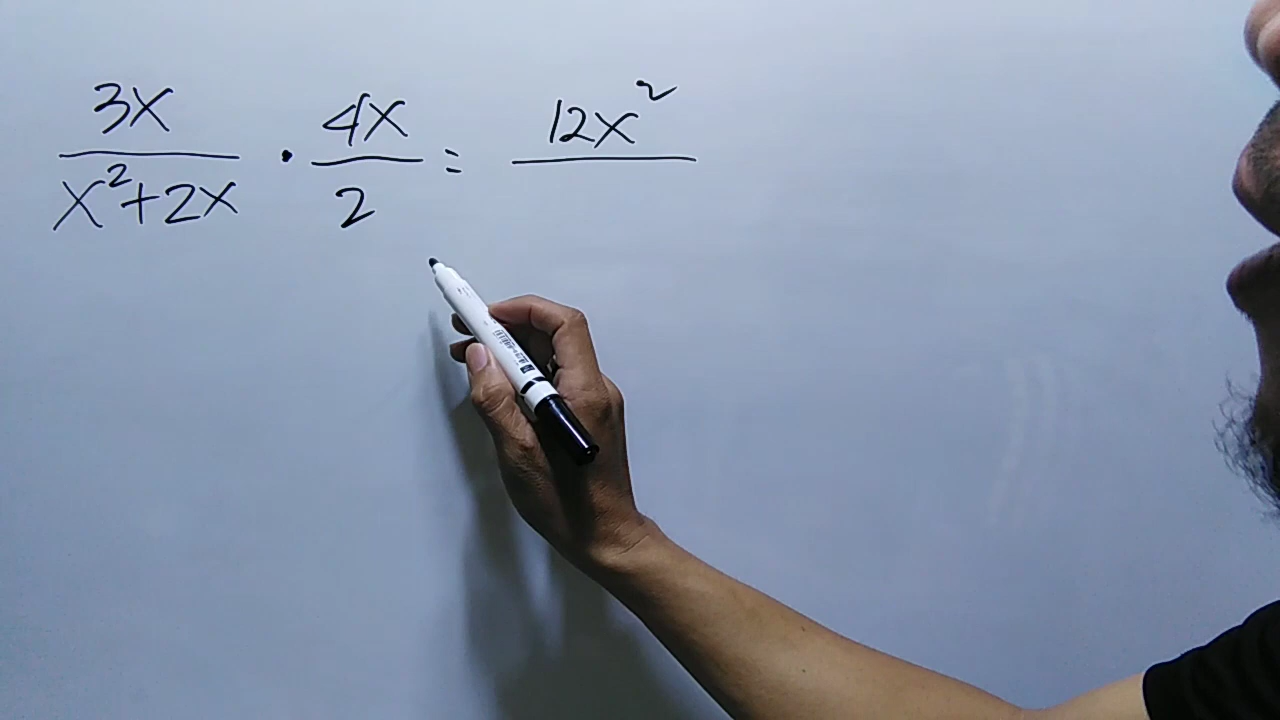 3x/(x²+2x) · 4x/2 = 12x²/